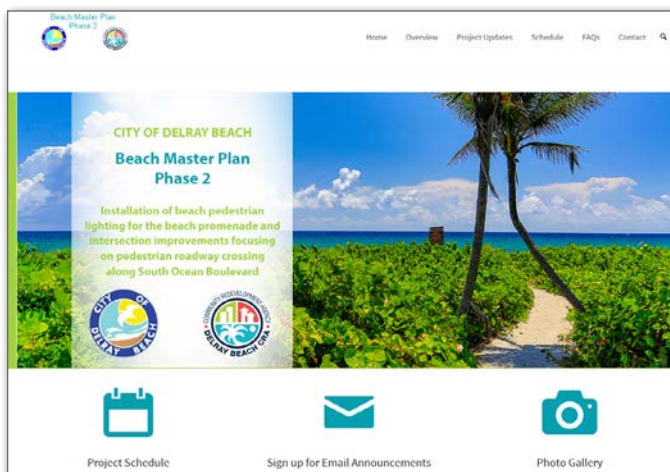 Beach Master Plan
Phase 2
Home Overview Project Updates Schedule FAQs Contact
CITY OF DELRAY BEACH
Beach Master Plan
Phase 2
Installation of beach pedestrian
lighting for the beach promenade and
intersection improvements focusing
on pedestrian roadway crossing
along South Ocean Boulevard
CITY OF DELRAY BEACH
COMMUNITY REDEVELOPMENT AGENCY
DELRAY BEACH CRA
Project Schedule
Sign up for Email Announcements
Photo Gallery